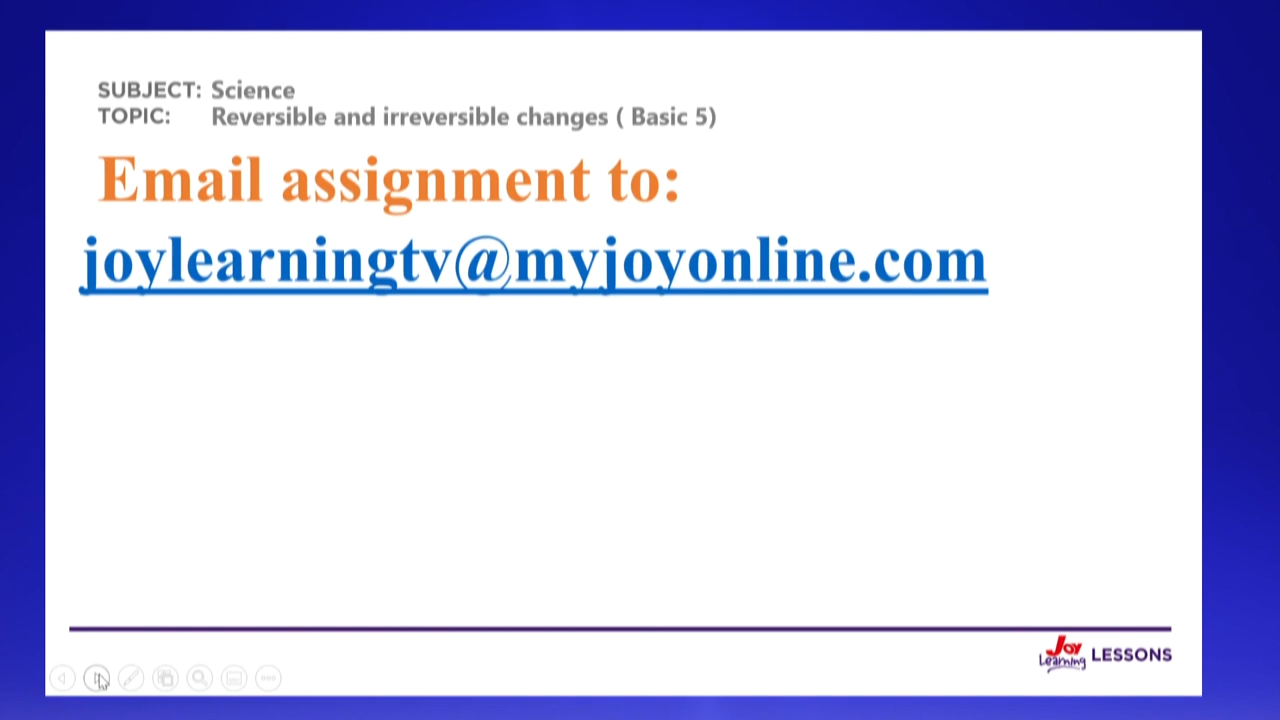 SUBJECT: Science
TOPIC: Reversible and irreversible changes ( Basic 5)
Email assignment to:
joylearningtv@myjoyonline.com
Joy Learning LESSONS